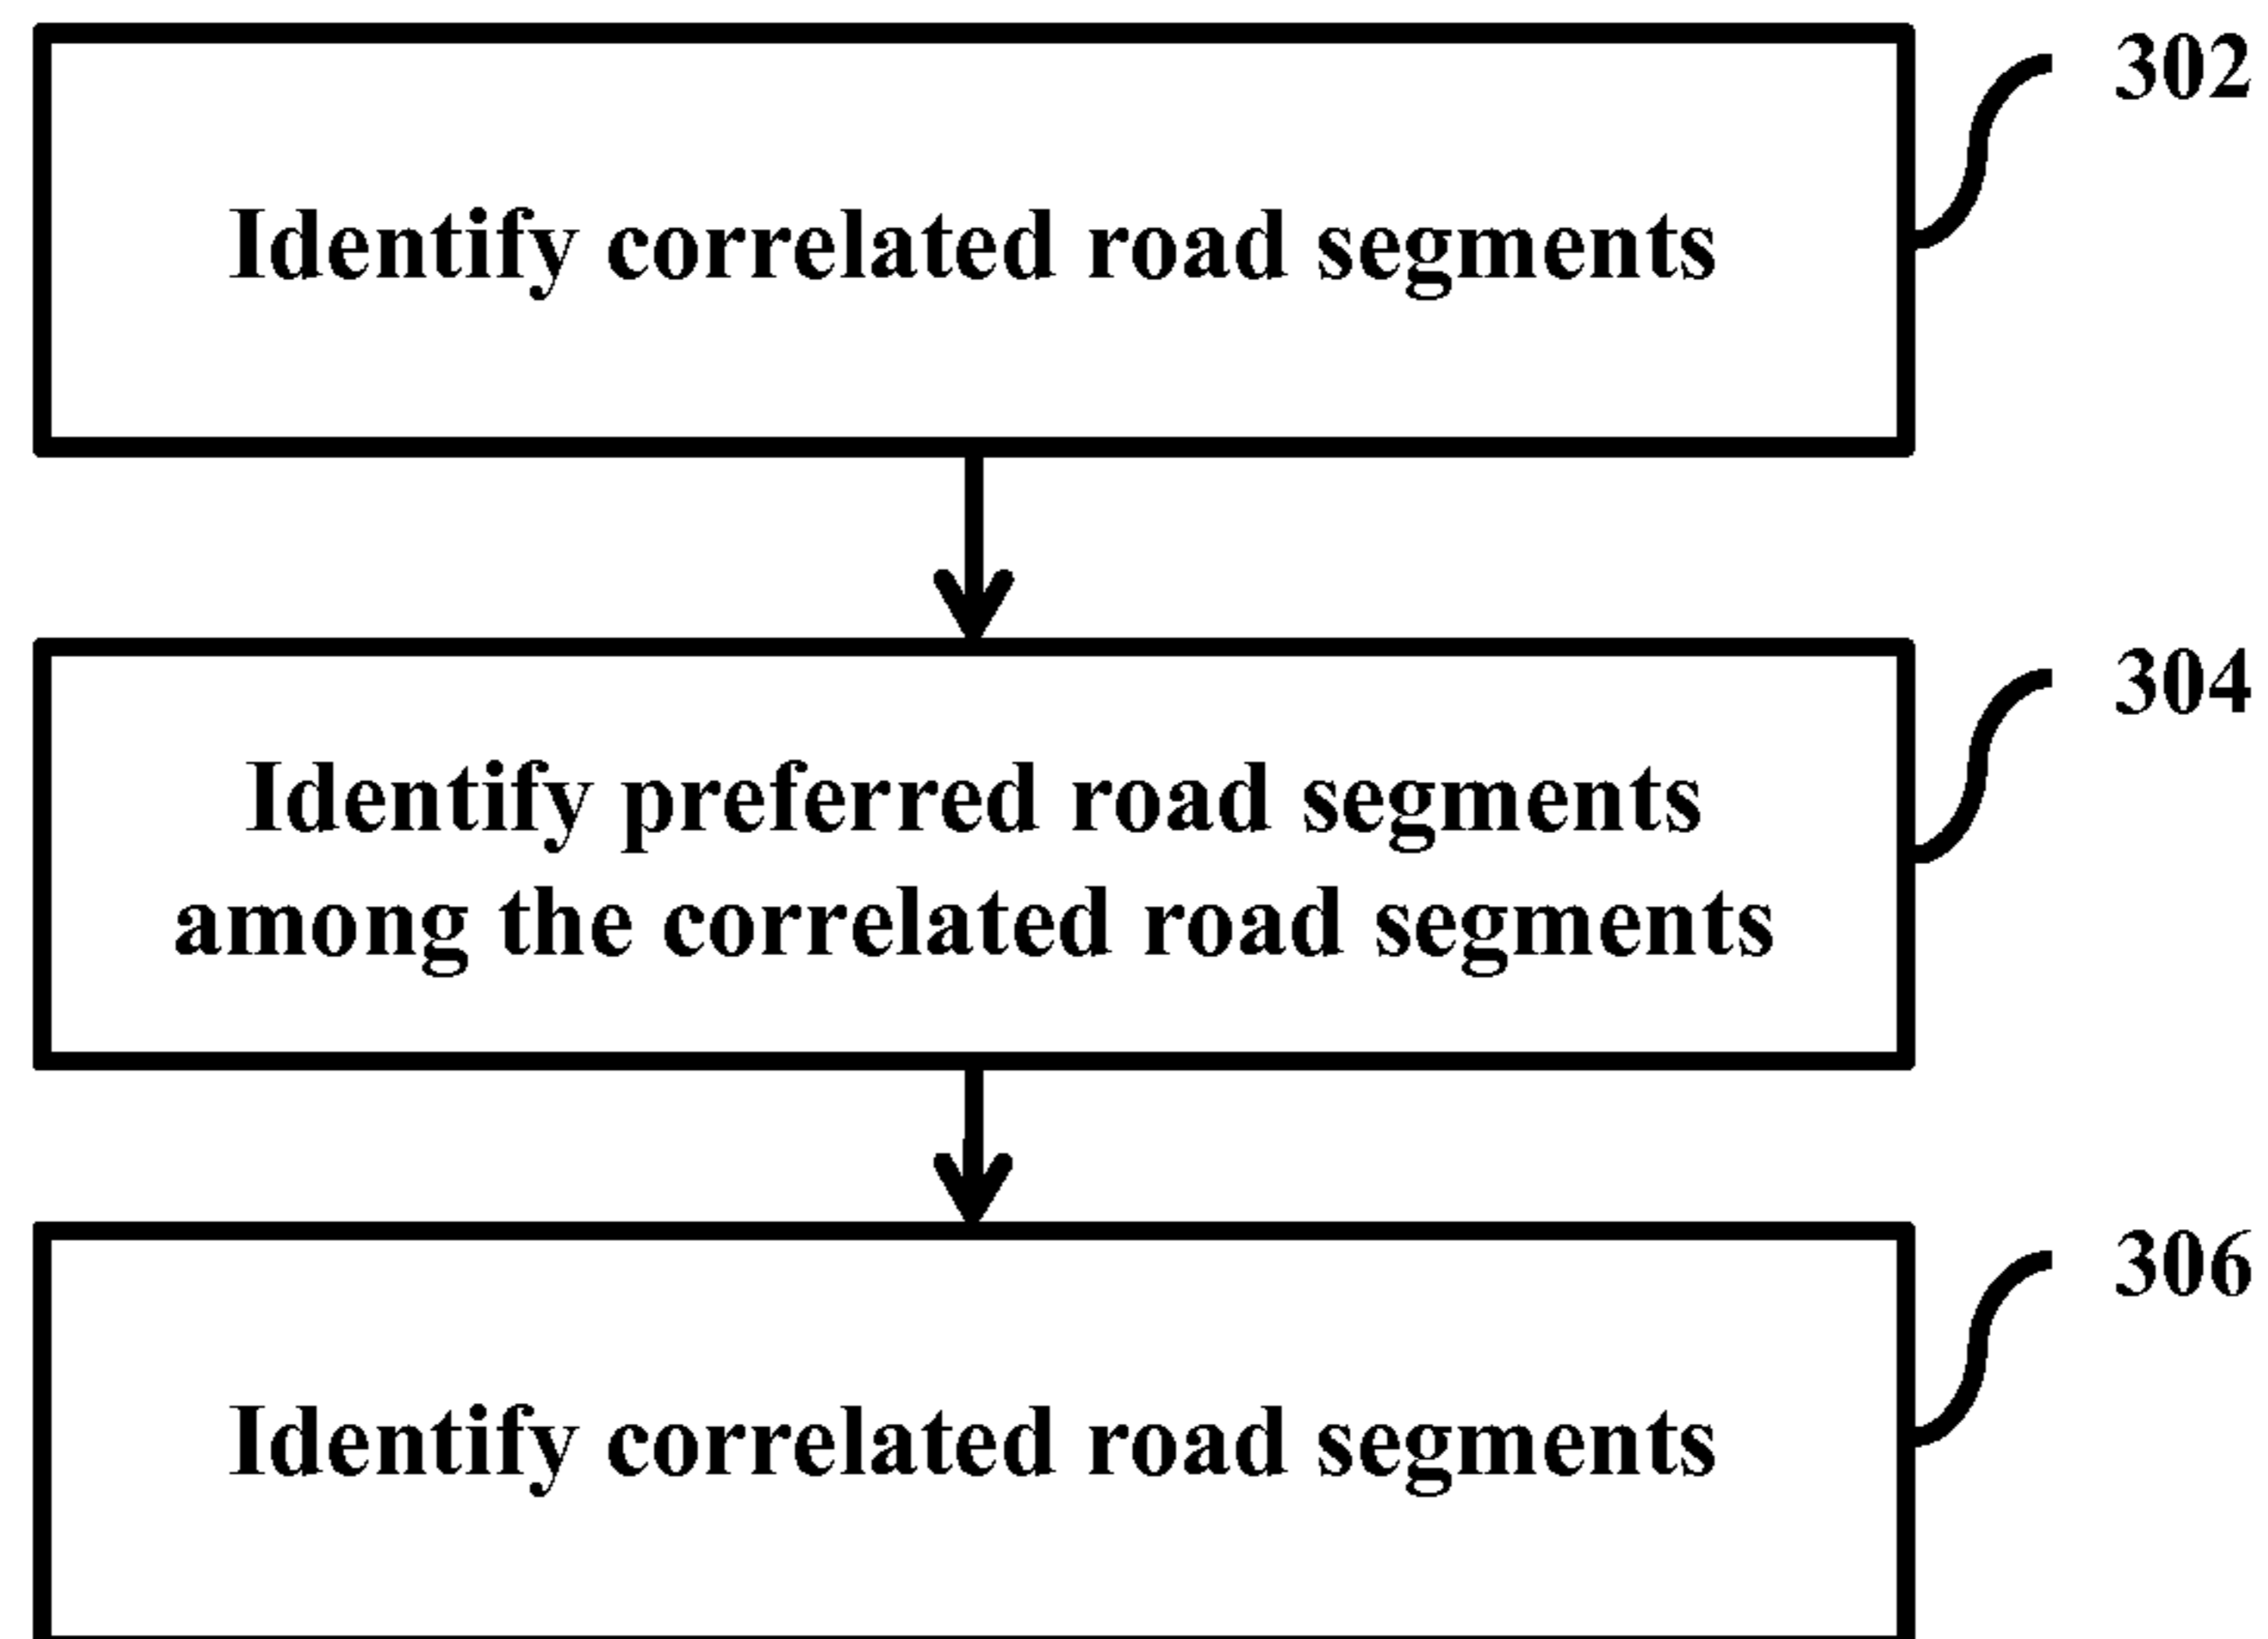 302
Identify correlated road segments
304
Identify preferred road segments
among the correlated road segments
306
Identify correlated road segments